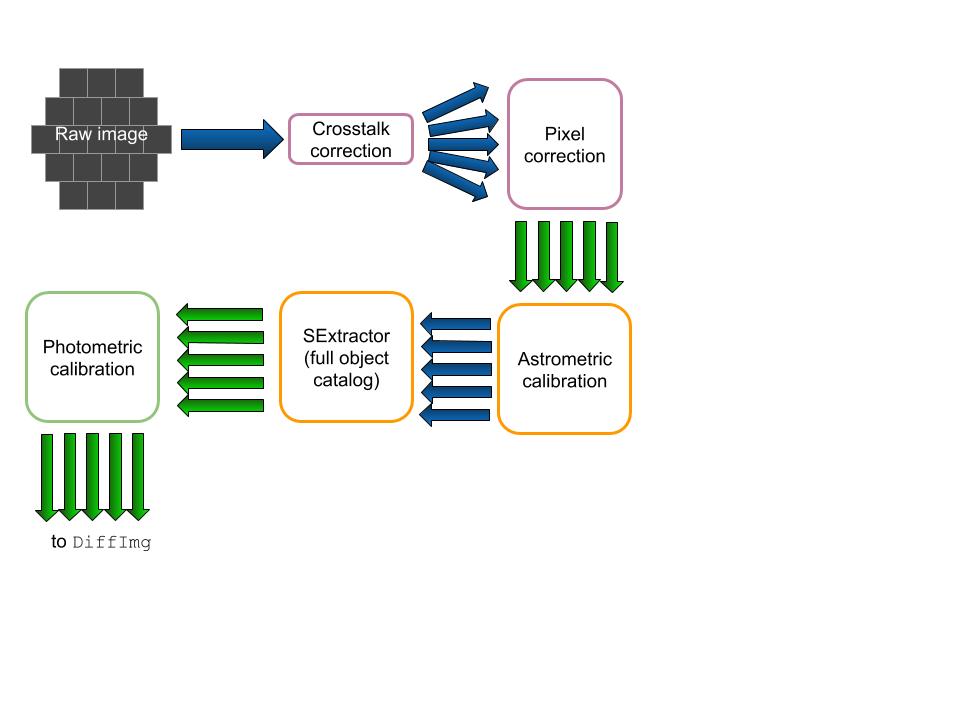 Raw image
Crosstalk
correction
Pixel
correction
Astrometric
calibration
SExtractor
(full object
catalog)
Photometric
calibration
to DiffImg